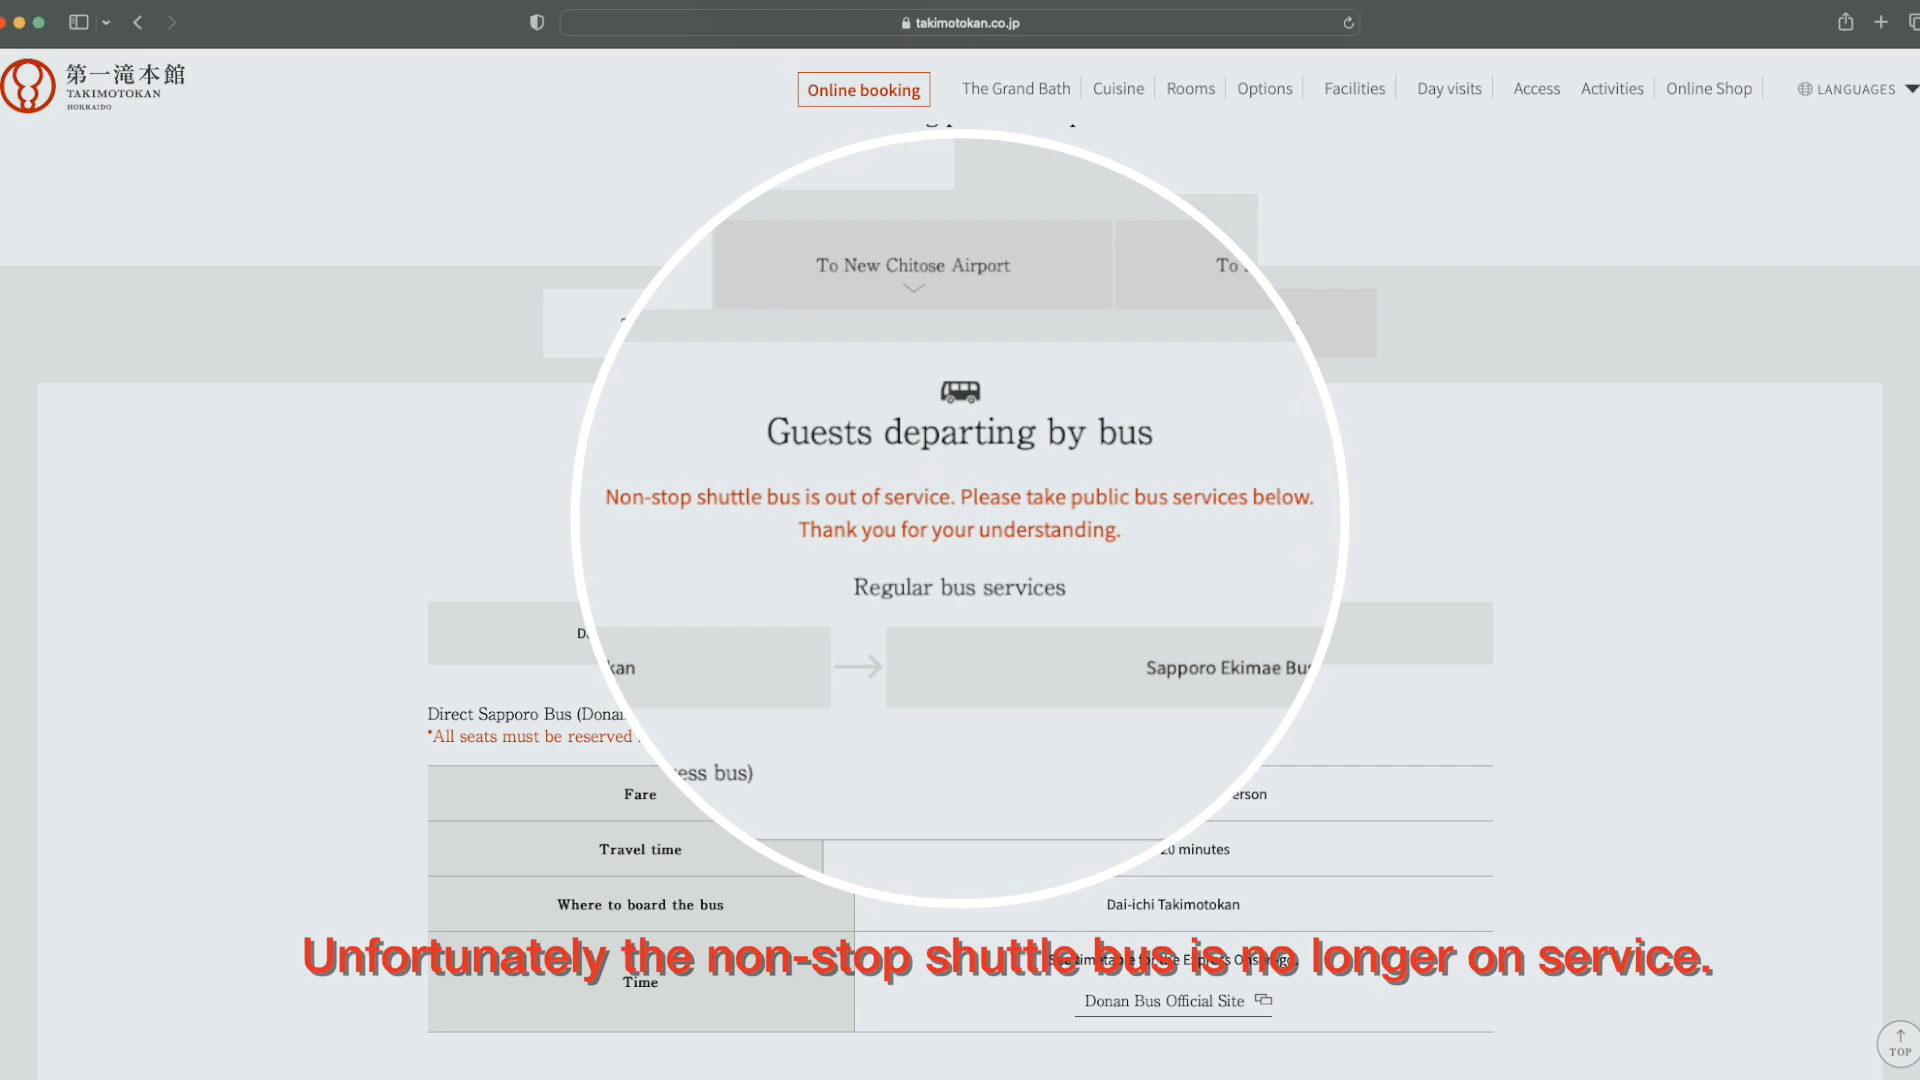 takimotokan.co.jp
第一滝本館
TAKIMOTOKAN
HOKKAIDO
Online booking
The Grand Bath
Cuisine
Rooms
Options
Facilities
Day visits
Access
Activities
Online Shop
LANGUAGES
To New Chitose Airport
To
Guests departing by bus
Non-stop shuttle bus is out of service. Please take public bus services below.
Thank you for your understanding.
Regular bus services
kan
Sapporo Ekimae
Direct Sapporo Bus
*All seats must be reserved
bus)
Fare
Travel time
minutes
Where to board the bus
Dai-ichi Takimotokan
Unfortunately the non-stop shuttle bus is no longer on service.
Time
Donan Bus Official Site
TOP